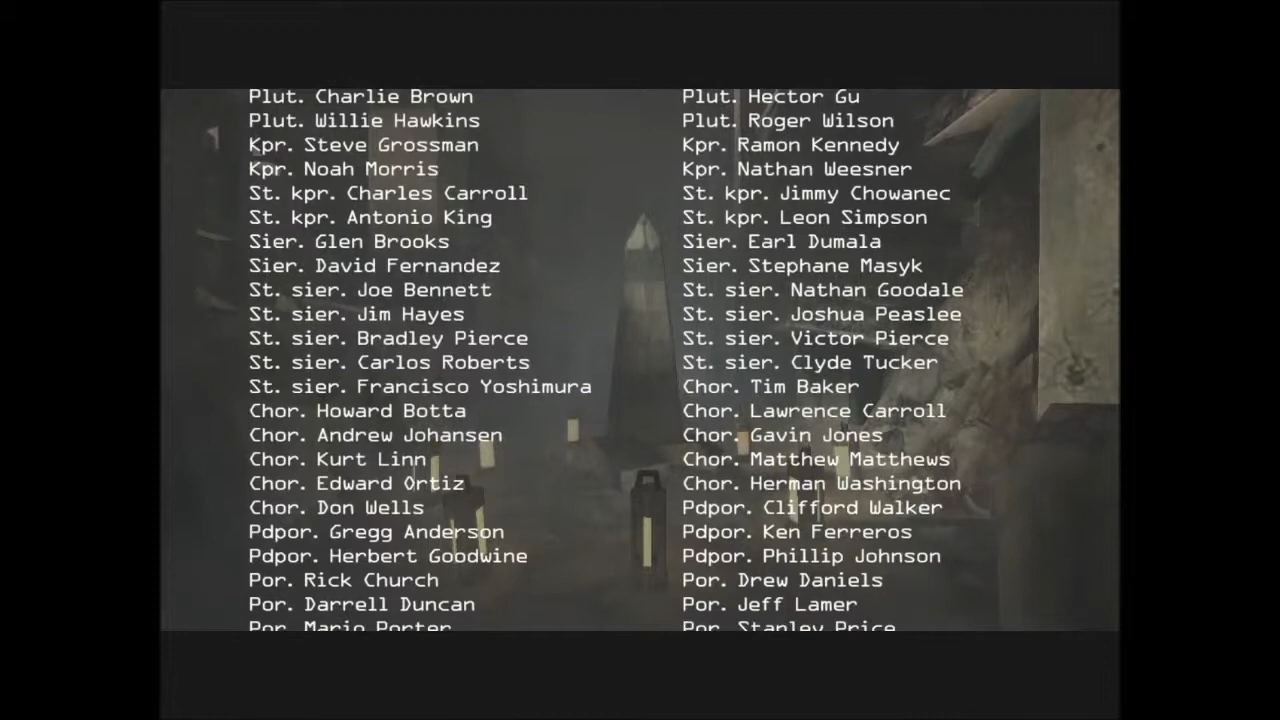 Plut. Charlie Brown
Plut. Willie Hawkins
Kpr. Steve Grossman
Kpr. Noah Morris
St. kpr. Charles Carroll
St. kpr. Antonio King
Sier. Glen Brooks
Sier. David Fernandez
St. sier. Joe Bennett
St. sier. Jim Hayes
St. sier. Bradley Pierce
St. sier. Carlos Roberts
St. sier. Francisco Yoshimura
Chor. Howard Botta
Chor. Andrew Johansen
Chor. Kurt Linn
Chor. Edward Ortiz
Chor. Don Wells
Pdpor. Gregg Anderson
Pdpor. Herbert Goodwine
Por. Rick Church
Por. Darrell Duncan
Por. Mario Porter
Plut. Hector Gu
Plut. Roger Wilson
Kpr. Ramon Kennedy
Kpr. Nathan Weesner
St. kpr. Jimmy Chowanec
St. kpr. Leon Simpson
Sier. Earl Dumala
Sier. Stephane Masyk
St. sier. Nathan Goodale
St. sier. Joshua Peaslee
St. sier. Victor Pierce
St. sier. Clyde Tucker
Chor. Tim Baker
Chor. Lawrence Carroll
Chor. Gavin Jones
Chor. Matthew Matthews
Chor. Herman Washington
Pdpor. Clifford Walker
Pdpor. Ken Ferreros
Pdpor. Phillip Johnson
Por. Drew Daniels
Por. Jeff Lamer
Por. Stanley Price